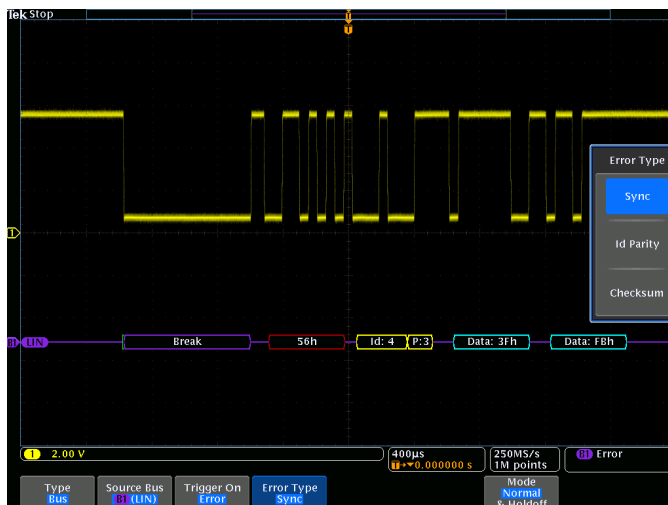 Tek Stop
T
T
Error Type
Sync
Id Parity
Checksum
1
B1 LIN
Break
56h
Id: 4
P:3
Data: 3Fh
Data: FBh
1 2.00 V
400µs
T→▼0.000000 s
250MS/s
1M points
B1 Error
Type
Bus
Source Bus
B1 (LIN)
Trigger On
Error
Error Type
Sync
Mode
Normal
& Holdoff